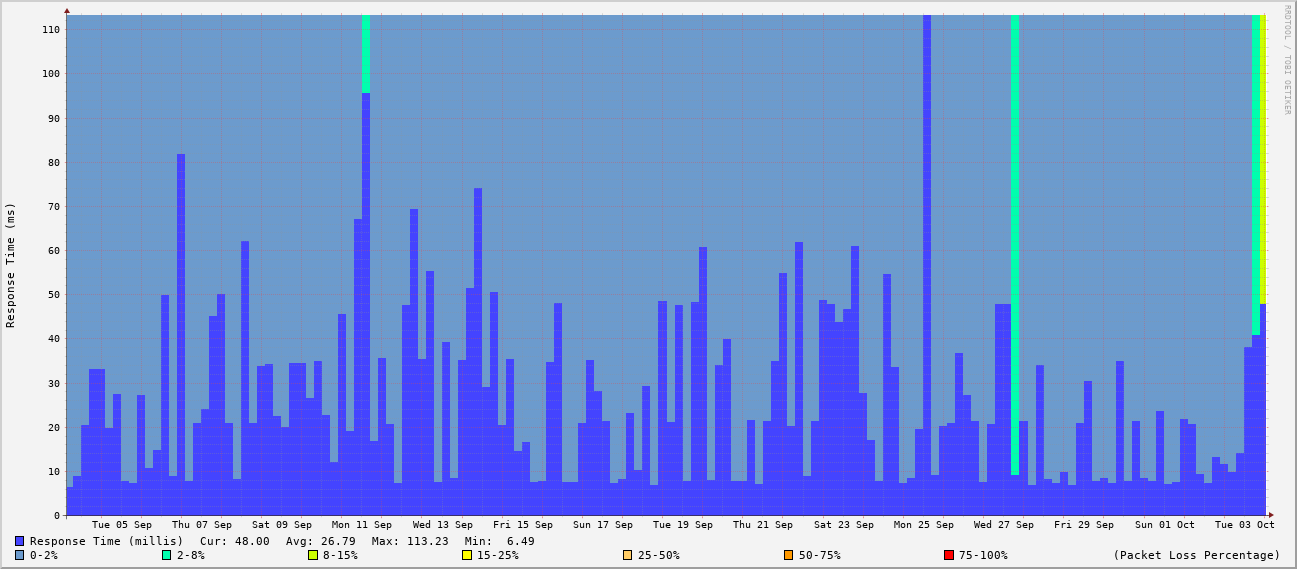 RRDTOOL / TOBI OETIKER
Response Time (ms)
110
100
90
80
70
60
50
40
30
20
10
0
Tue 05 Sep Thu 07 Sep Sat 09 Sep Mon 11 Sep Wed 13 Sep Fri 15 Sep Sun 17 Sep Tue 19 Sep Thu 21 Sep Sat 23 Sep Mon 25 Sep Wed 27 Sep Fri 29 Sep Sun 01 Oct Tue 03 Oct
Response Time (millis) Cur: 48.00 Avg: 26.79 Max: 113.23 Min: 6.49
0-2% 2-8% 8-15% 15-25% 25-50% 50-75% 75-100% (Packet Loss Percentage)